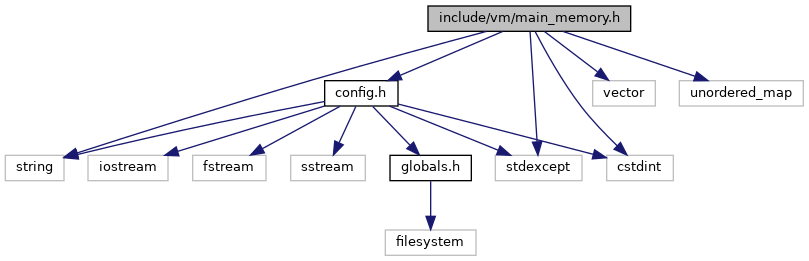 include/vm/main_memory.h
config.h
vector
unordered_map
string
iostream
fstream
sstream
globals.h
stdexcept
cstdint
filesystem